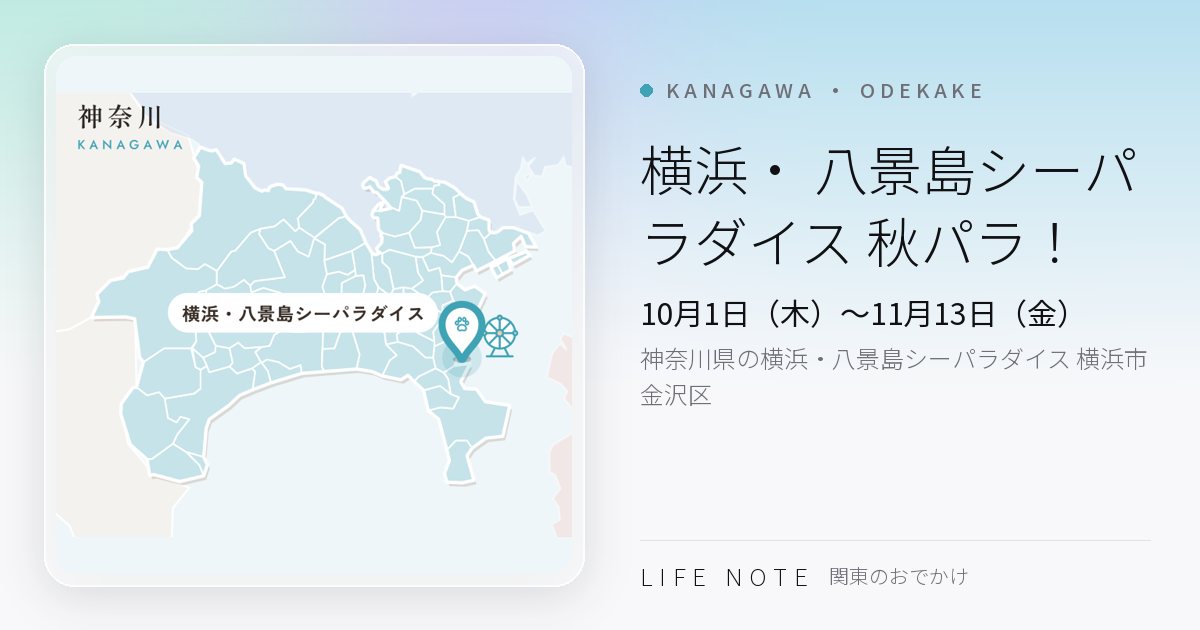 神奈川
KANAGAWA
横浜・八景島シーパラダイス
KANAGAWA ・ ODEKAKE
横浜・ 八景島シーパ
ラダイス 秋パラ！
10月1日（木）〜11月13日（金）
神奈川県の横浜・八景島シーパラダイス 横浜市
金沢区
LIFE NOTE 関東のおでかけ